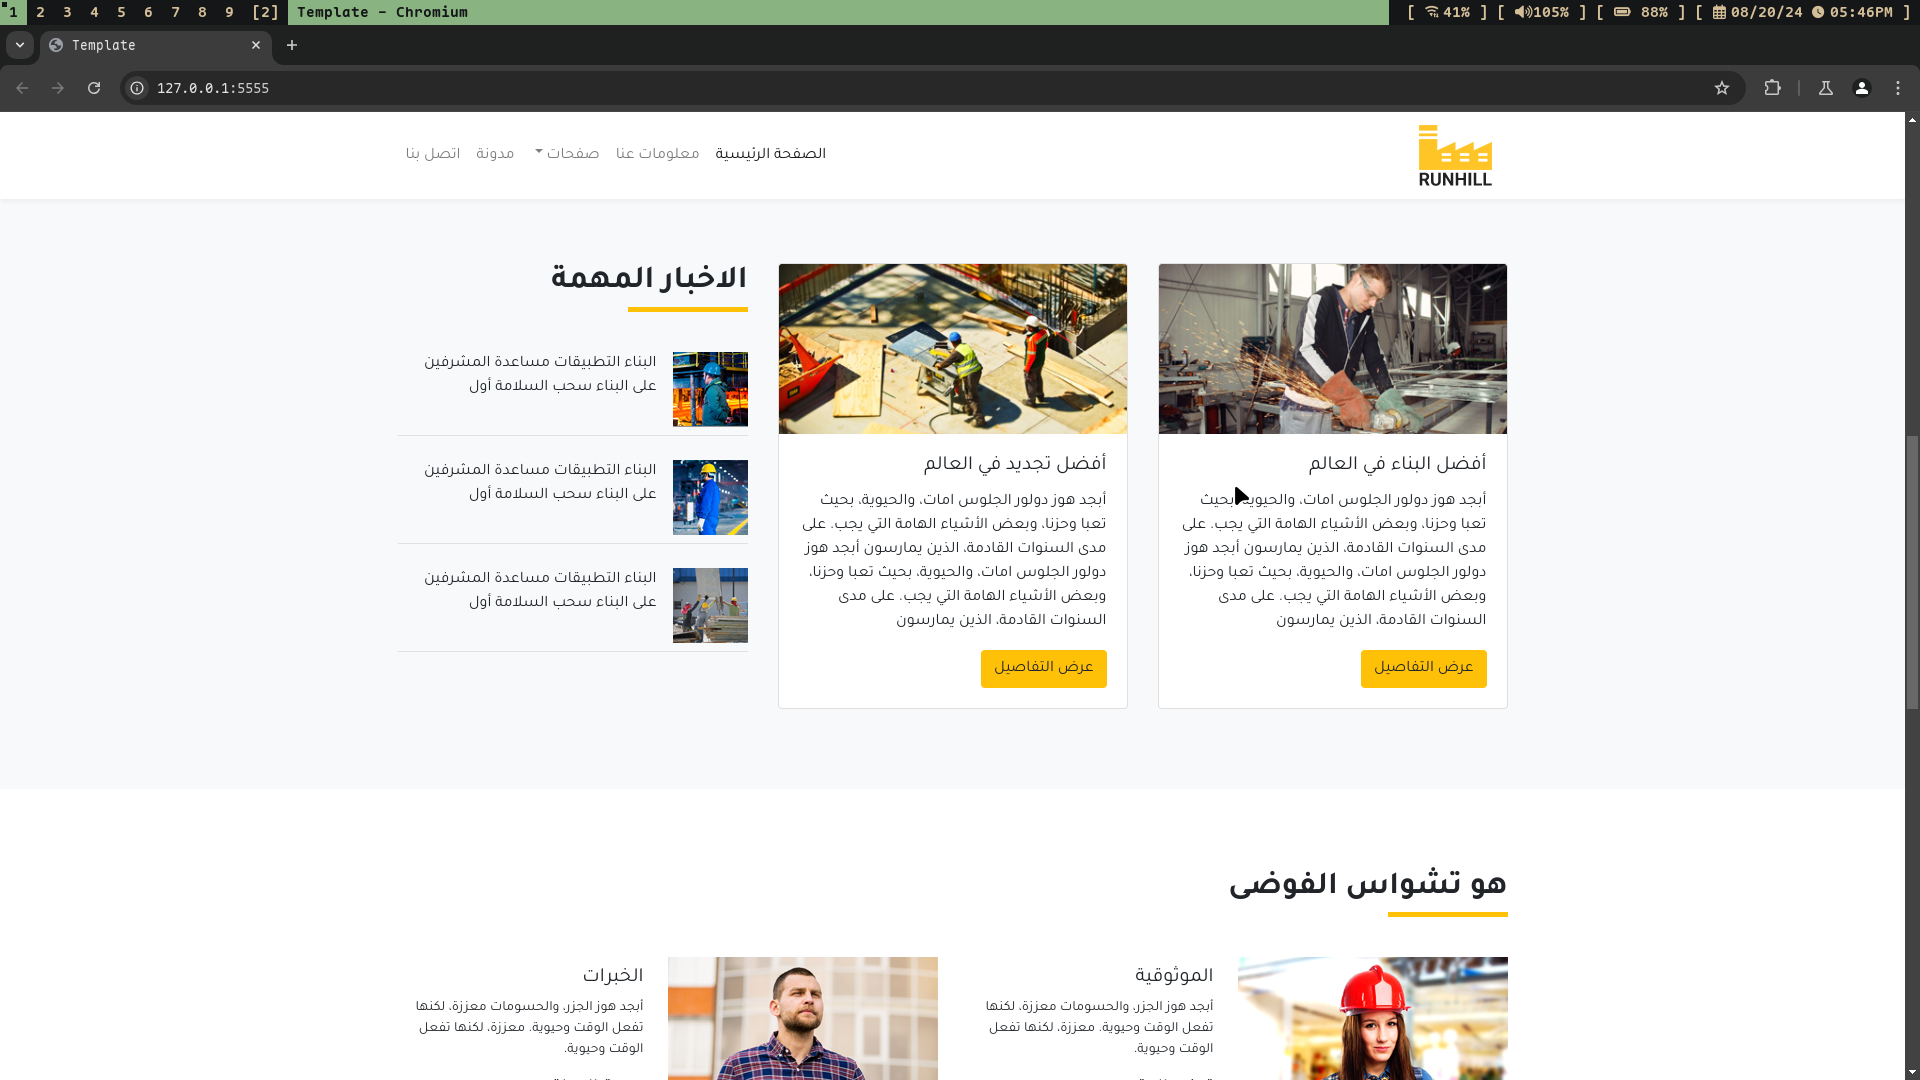 1 2 3 4 5 6 7 8 9 [2] Template - Chromium [ 41% ] [ 105% ] [ 88% ] [ 08/20/24 05:46PM ]
Template
127.0.0.1:5555
RUNHILL
الصفحة الرئيسية معلومات عنا صفحات مدونة اتصل بنا
أفضل البناء في العالم
أبجد هوز دولور الجلوس امات، والحيوية، بحيث
تعبا وحزنا، وبعض الأشياء الهامة التي يجب. على
مدى السنوات القادمة، الذين يمارسون أبجد هوز
دولور الجلوس امات، والحيوية، بحيث تعبا وحزنا،
وبعض الأشياء الهامة التي يجب. على مدى
السنوات القادمة، الذين يمارسون
عرض التفاصيل
أفضل تجديد في العالم
أبجد هوز دولور الجلوس امات، والحيوية، بحيث
تعبا وحزنا، وبعض الأشياء الهامة التي يجب. على
مدى السنوات القادمة، الذين يمارسون أبجد هوز
دولور الجلوس امات، والحيوية، بحيث تعبا وحزنا،
وبعض الأشياء الهامة التي يجب. على مدى
السنوات القادمة، الذين يمارسون
عرض التفاصيل
الاخبار المهمة
البناء التطبيقات مساعدة المشرفين
على البناء سحب السلامة أول
البناء التطبيقات مساعدة المشرفين
على البناء سحب السلامة أول
البناء التطبيقات مساعدة المشرفين
على البناء سحب السلامة أول
هو تشواس الفوضى
الموثوقية
أبجد هوز الجزر، والحسومات معززة، لكنها
تفعل الوقت وحيوية. معززة، لكنها تفعل
الوقت وحيوية.
الخبرات
أبجد هوز الجزر، والحسومات معززة، لكنها
تفعل الوقت وحيوية. معززة، لكنها تفعل
الوقت وحيوية.